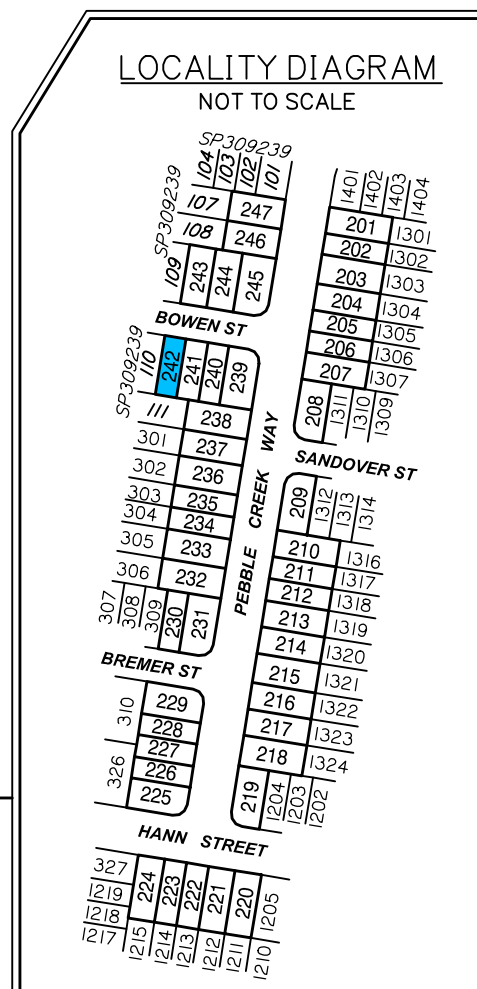 LOCALITY DIAGRAM
NOT TO SCALE
SP309239
104 103 102 101
SP309239
107 247
108 246
109 243 244 245
BOWEN ST
1401 1402 1403 1404
201 1301
202 1302
203 1303
204 1304
205 1305
206 1306
207 1307
208 1311 1310 1309
SP309239
110 242 241 240 239
111 238
301 237
302 236
303 235
304 234
305 233
306 232
307 308 309 230 231
PEBBLE CREEK WAY
SANDOVER ST
209 1312 1313 1314
210 1316
211 1317
212 1318
213 1319
214 1320
215 1321
216 1322
217 1323
218 1324
219 1204 1203 1202
BREMER ST
310 229
228
227
326 226
225
HANN STREET
327
1219
1218
1217
224 223 222 221 220 1205
1215 1214 1213 1212 1211 1210